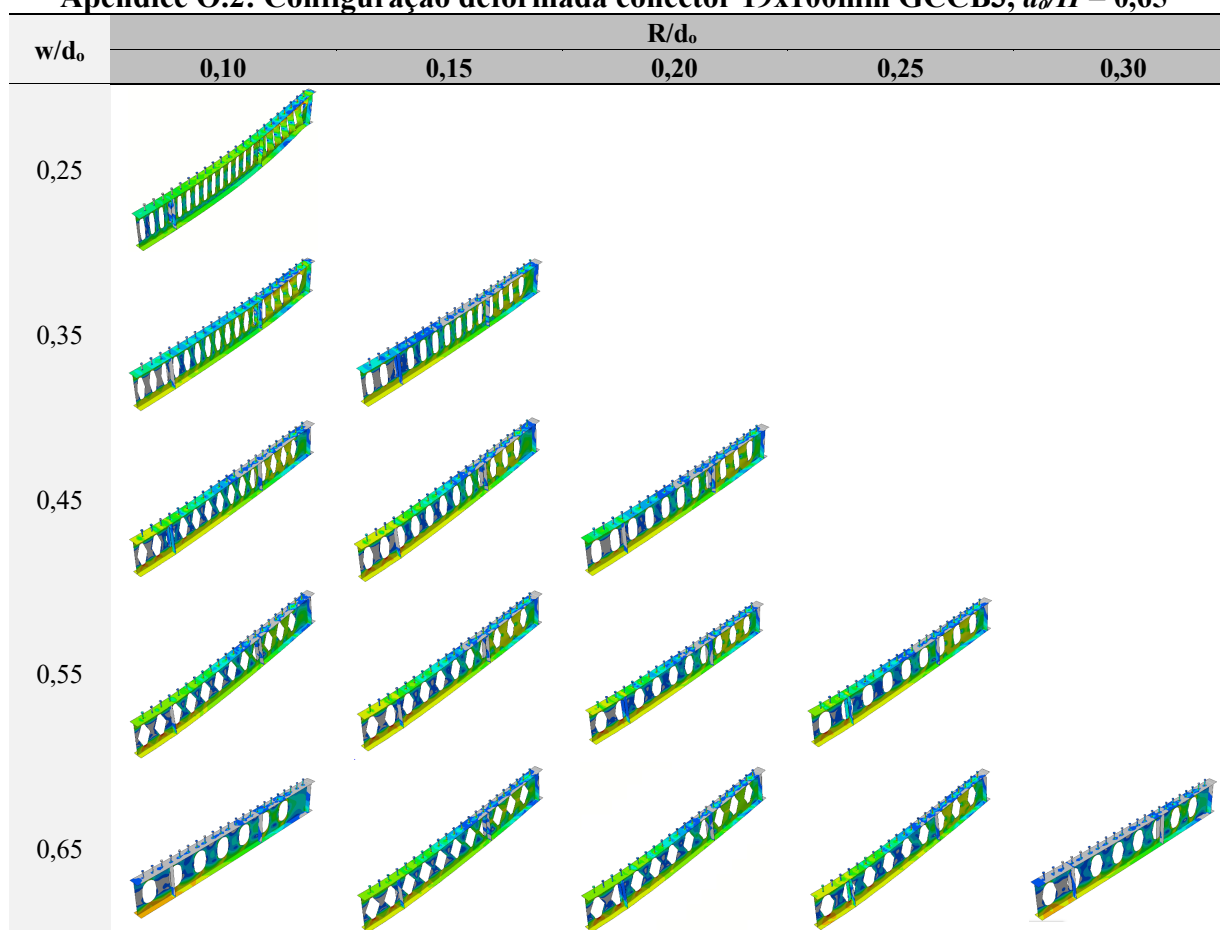 Apêndice O.2: Configuração deformada conector 19x100mm GCCB3, do/H = 0,65
w/do
R/do
0,10 0,15 0,20 0,25 0,30
0,25
0,35
0,45
0,55
0,65